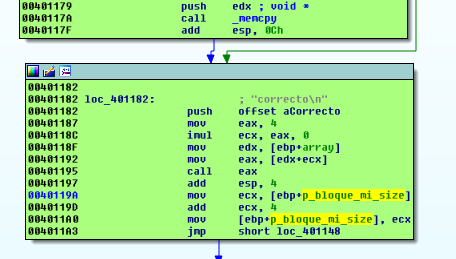 00401179 push edx ; void *
0040117A call _memcpy
0040117F add esp, 0Ch
00401182
00401182 loc_401182: ; "correcto\n"
00401182 push offset aCorrecto
00401187 mov eax, 4
0040118C imul ecx, eax, 0
0040118F mov edx, [ebp+array]
00401192 mov eax, [edx+ecx]
00401195 call eax
00401197 add esp, 4
0040119A mov ecx, [ebp+p_bloque_mi_size]
0040119D add ecx, 4
004011A0 mov [ebp+p_bloque_mi_size], ecx
004011A3 jmp short loc_401148